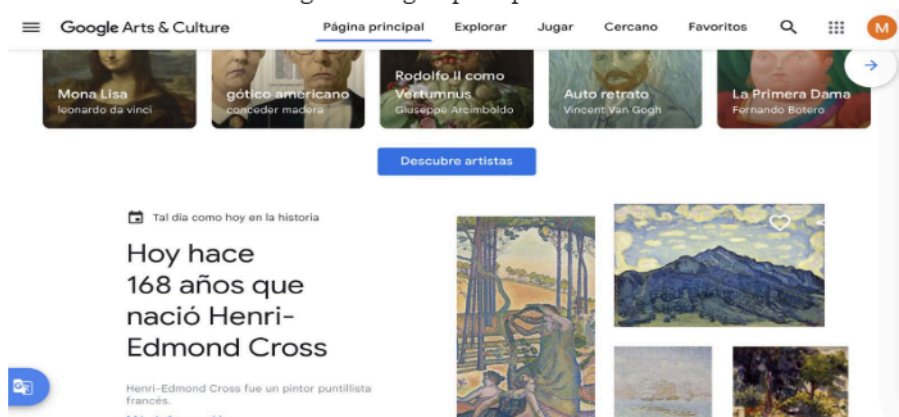 Google Arts & Culture
Página principal Explorar Jugar Cercano Favoritos M
Mona Lisa
leonardo da vinci
gótico americano
conceder madera
Rodolfo II como
Vertumnus
Giuseppe Arcimboldo
Auto retrato
Vincent Van Gogh
La Primera Dama
Fernando Botero
Descubre artistas
Tal día como hoy en la historia
Hoy hace
168 años que
nació Henri-
Edmond Cross
Henri-Edmond Cross fue un pintor puntillista
francés.